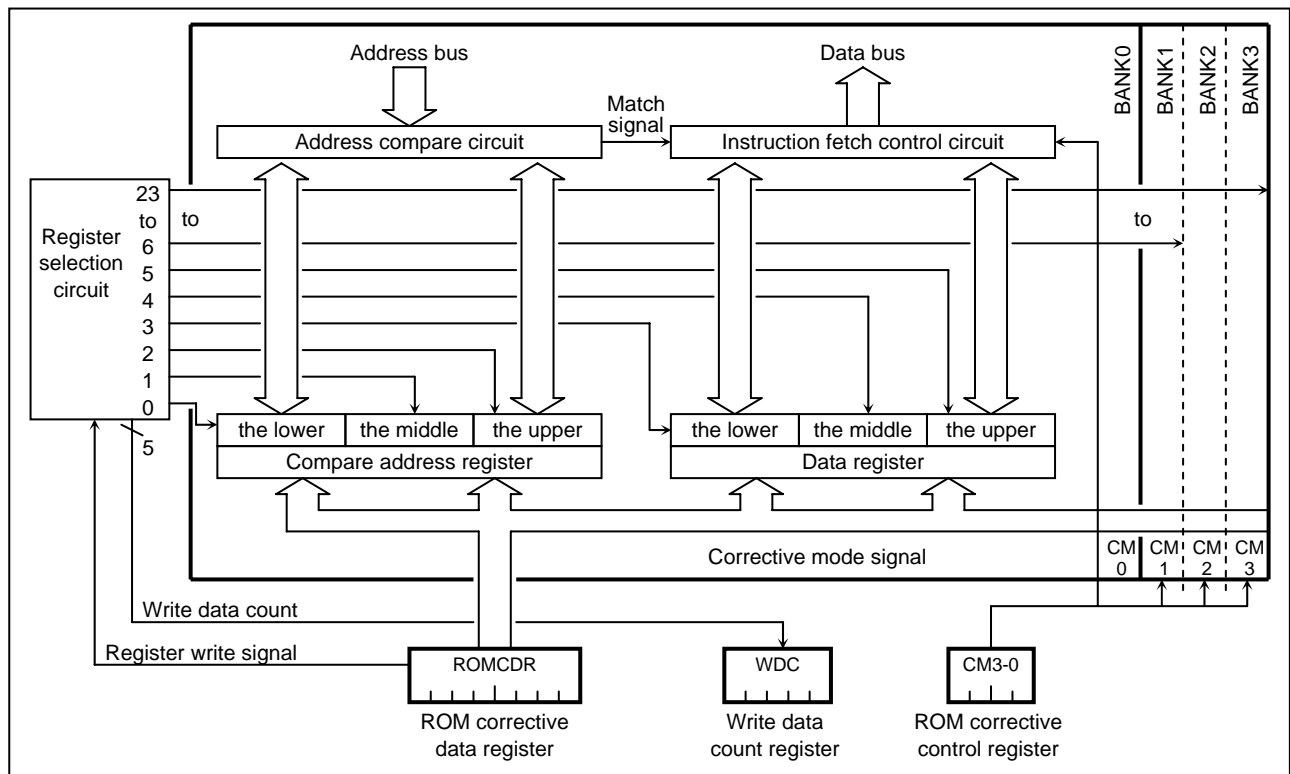 Address bus
Data bus
BANK0
BANK1
BANK2
BANK3
Match
signal
Address compare circuit
Instruction fetch control circuit
23
to
to
to
6
Register
selection
circuit
5
4
3
2
1
0
5
the lower
the middle
the upper
the lower
the middle
the upper
Compare address register
Data register
Corrective mode signal
CM
0
CM
1
CM
2
CM
3
Write data count
Register write signal
ROMCDR
WDC
CM3-0
ROM corrective
data register
Write data
count register
ROM corrective
control register